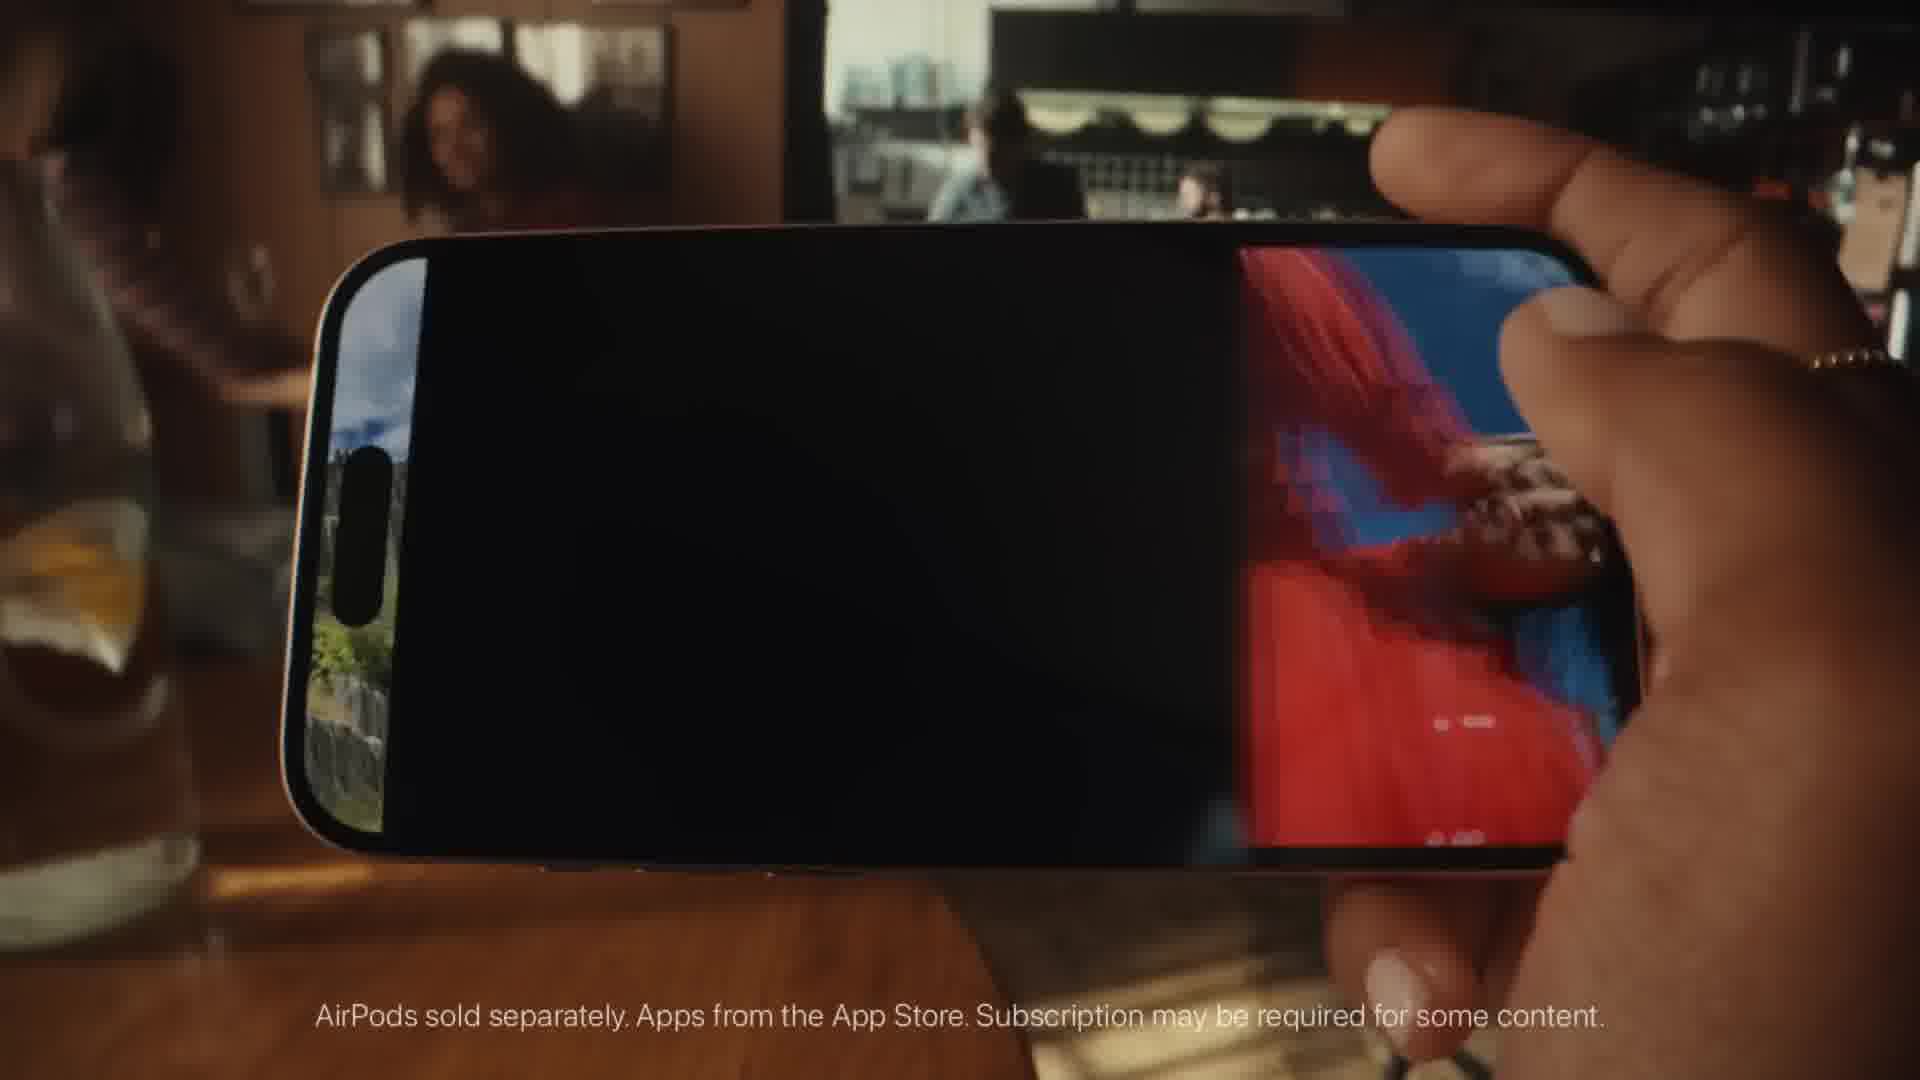 AirPods sold separately. Apps from the App Store. Subscription may be required for some content.